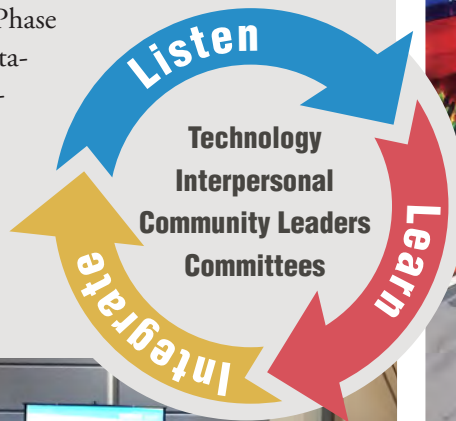 Phase
ta-
-
Listen
Technology
Interpersonal
Community Leaders
Committees
Learn
Integrate